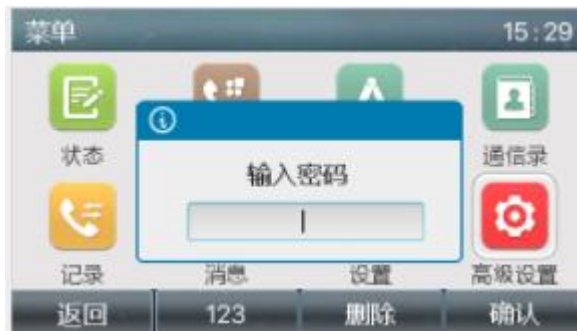 菜单 15:29
输入密码
状态 通信录
记录 消息 设置 高级设置
返回 123 删除 确认